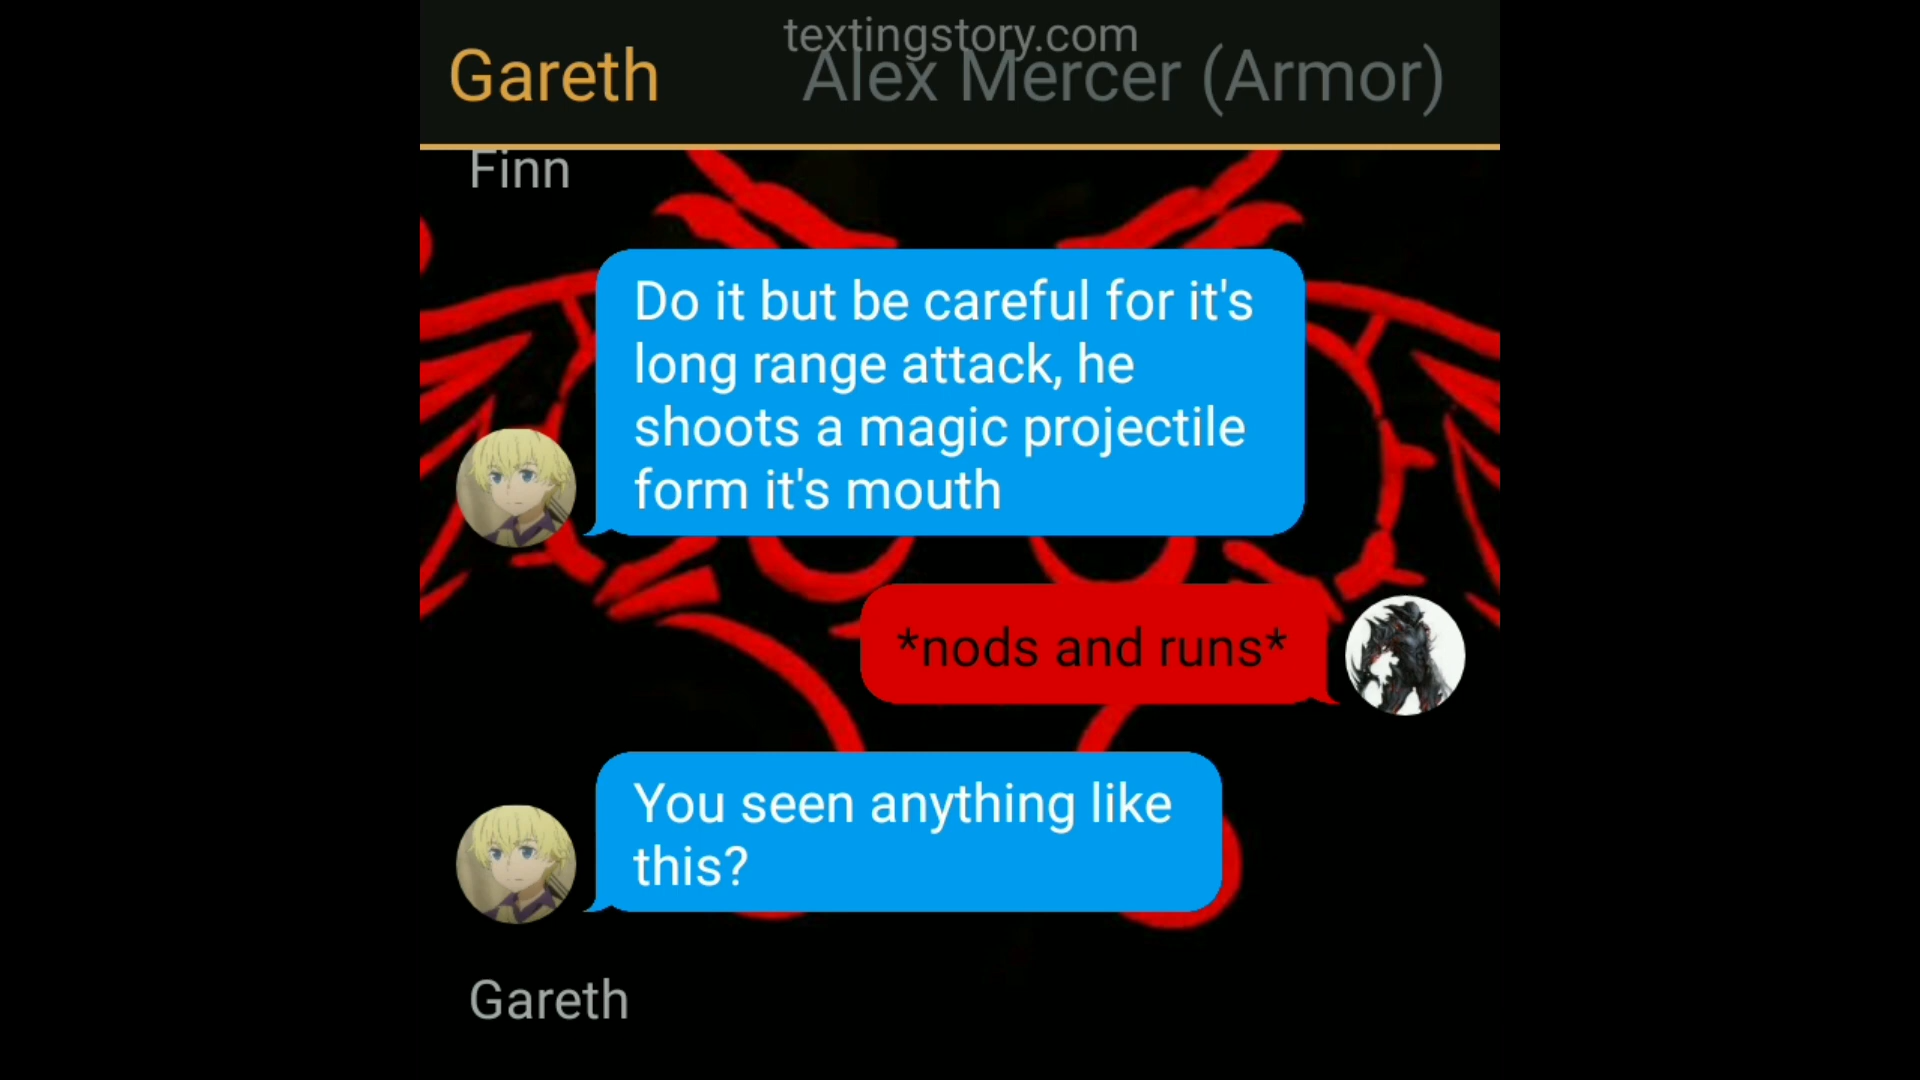 textingstory.com
Gareth
Alex Mercer (Armor)
Finn
Do it but be careful for it's
long range attack, he
shoots a magic projectile
form it's mouth
*nods and runs*
You seen anything like
this?
Gareth